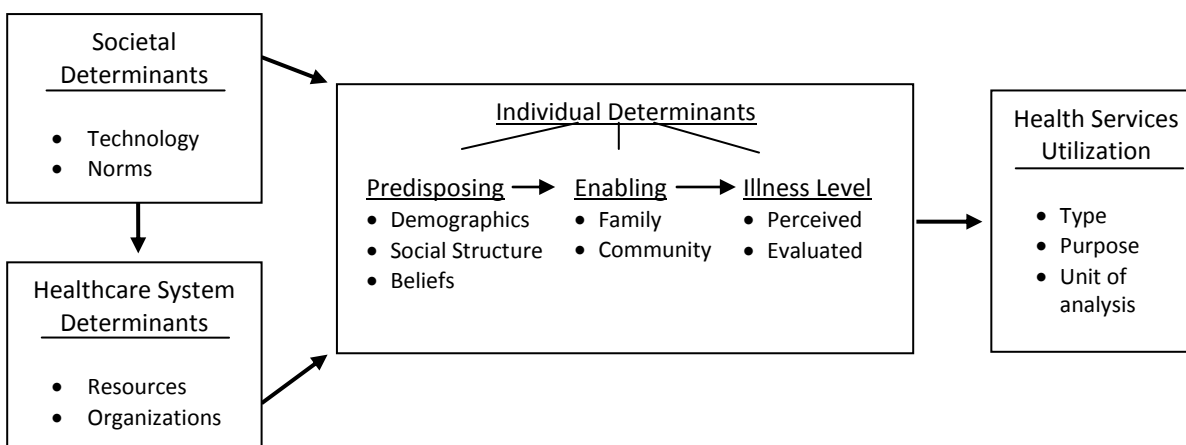 Societal
Determinants
• Technology
• Norms
Healthcare System
Determinants
• Resources
• Organizations
Individual Determinants
Predisposing
• Demographics
• Social Structure
• Beliefs
Enabling
• Family
• Community
Illness Level
• Perceived
• Evaluated
Health Services
Utilization
• Type
• Purpose
• Unit of
analysis